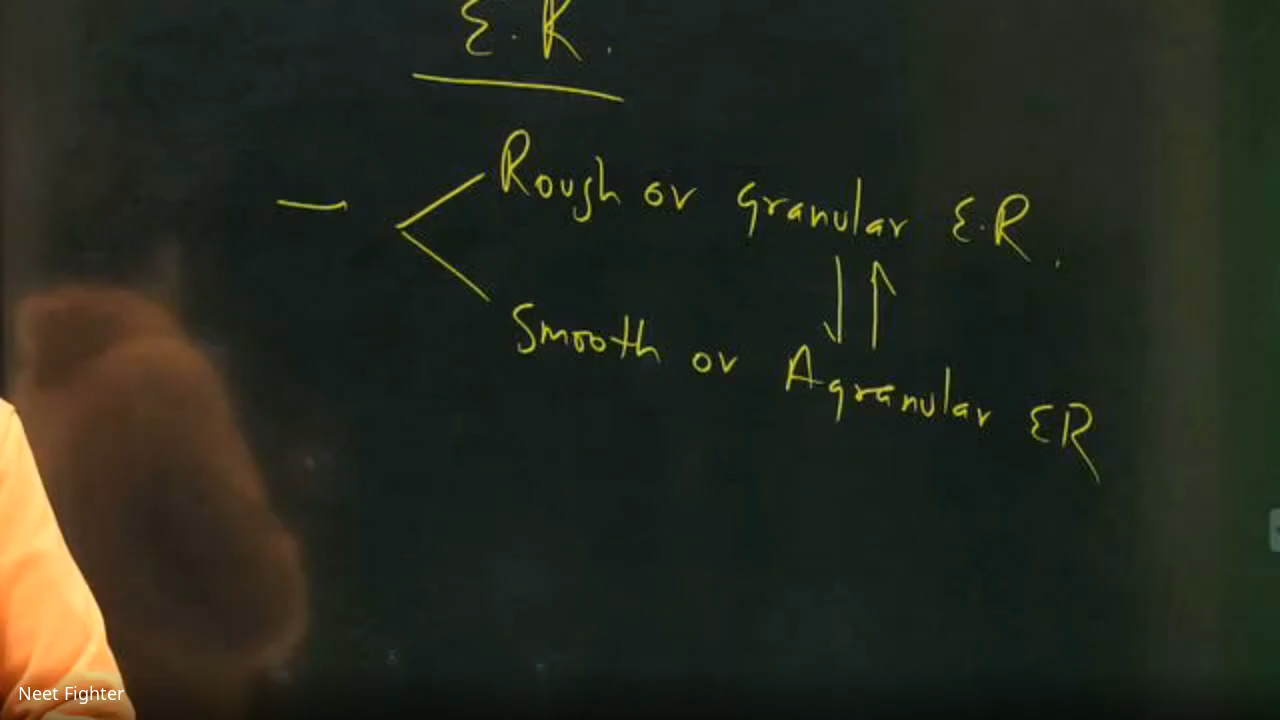 E.R.
Rough or Granular E.R.
Smooth or Agranular ER
Neet Fighter